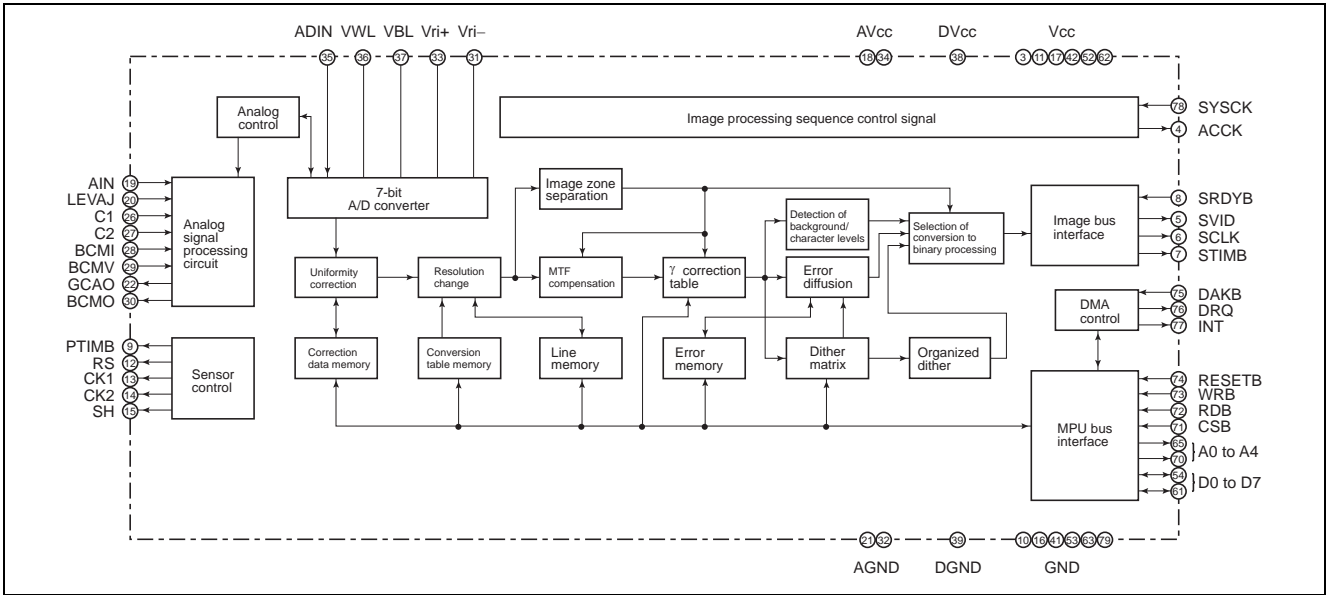 ADIN VWL VBL Vri+ Vri− AVcc DVcc Vcc
35 36 37 33 31 18 34 38 3 11 17 42 52 62
Analog
control
Image processing sequence control signal
78 SYSCK
4 ACCK
AIN 19
LEVAJ 20
C1 26
C2 27
BCMI 28
BCMV 29
GCAO 22
BCMO 30
Analog
signal
processing
circuit
7-bit
A/D converter
Image zone
separation
Detection of
background/
character levels
Selection of
conversion to
binary processing
Image bus
interface
8 SRDYB
5 SVID
6 SCLK
7 STIMB
Uniformity
correction
Resolution
change
MTF
compensation
γ correction
table
Error
diffusion
DMA
control
75 DAKB
76 DRQ
77 INT
PTIMB 9
RS 12
CK1 13
CK2 14
SH 15
Sensor
control
Correction
data memory
Conversion
table memory
Line
memory
Error
memory
Dither
matrix
Organized
dither
MPU bus
interface
74 RESETB
73 WRB
72 RDB
71 CSB
65
70
} A0 to A4
54
61
} D0 to D7
21 32 39 10 16 41 53 63 79
AGND DGND GND